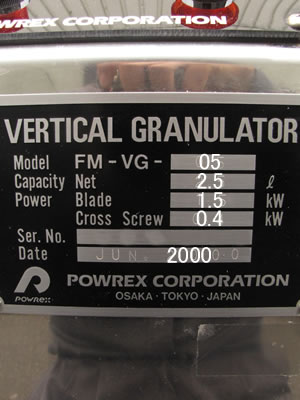 POWREX CORPORATION
VERTICAL GRANULATOR
Model FM-VG- 05
Capacity Net 2.5 ℓ
Power Blade 1.5 kW
Cross Screw 0.4 kW
Ser. No.
Date JUN. 2000
POWREX CORPORATION
POWREX OSAKA · TOKYO · JAPAN